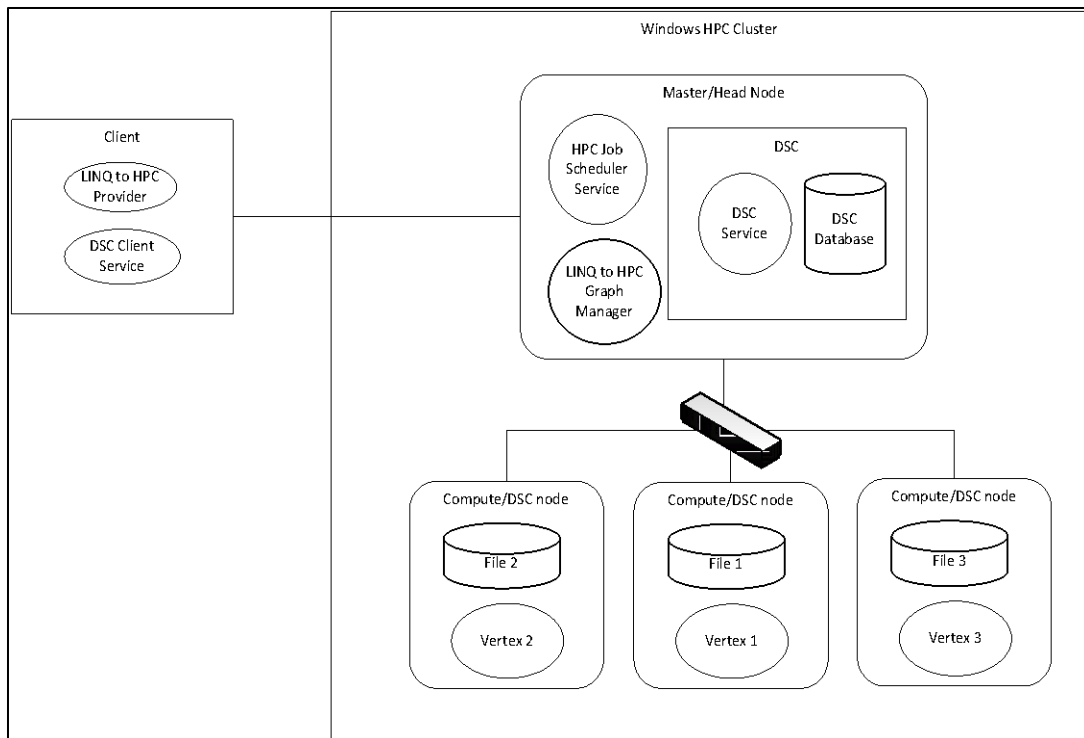 Windows HPC Cluster
Master/Head Node
Client
LINQ to HPC
Provider
DSC Client
Service
HPC Job
Scheduler
Service
LINQ to HPC
Graph
Manager
DSC
DSC
Service
DSC
Database
Compute/DSC node
File 2
Vertex 2
Compute/DSC node
File 1
Vertex 1
Compute/DSC node
File 3
Vertex 3